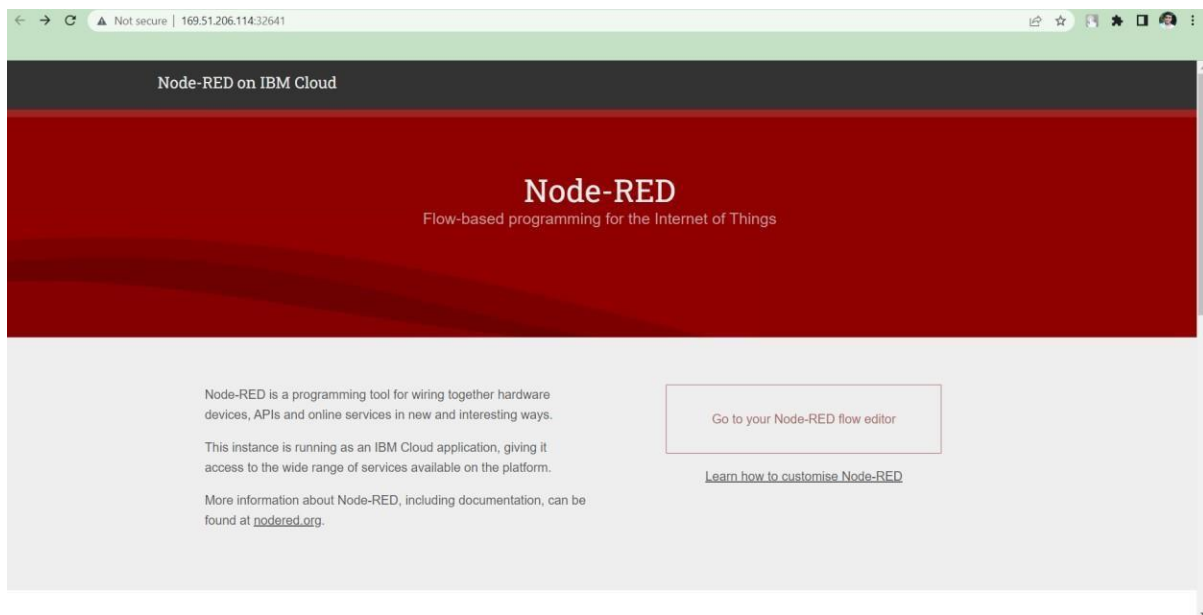 Not secure | 169.51.206.114:32641
Node-RED on IBM Cloud
Node-RED
Flow-based programming for the Internet of Things
Node-RED is a programming tool for wiring together hardware
devices, APIs and online services in new and interesting ways.
This instance is running as an IBM Cloud application, giving it
access to the wide range of services available on the platform.
More information about Node-RED, including documentation, can be
found at nodered.org.
Go to your Node-RED flow editor
Learn how to customise Node-RED